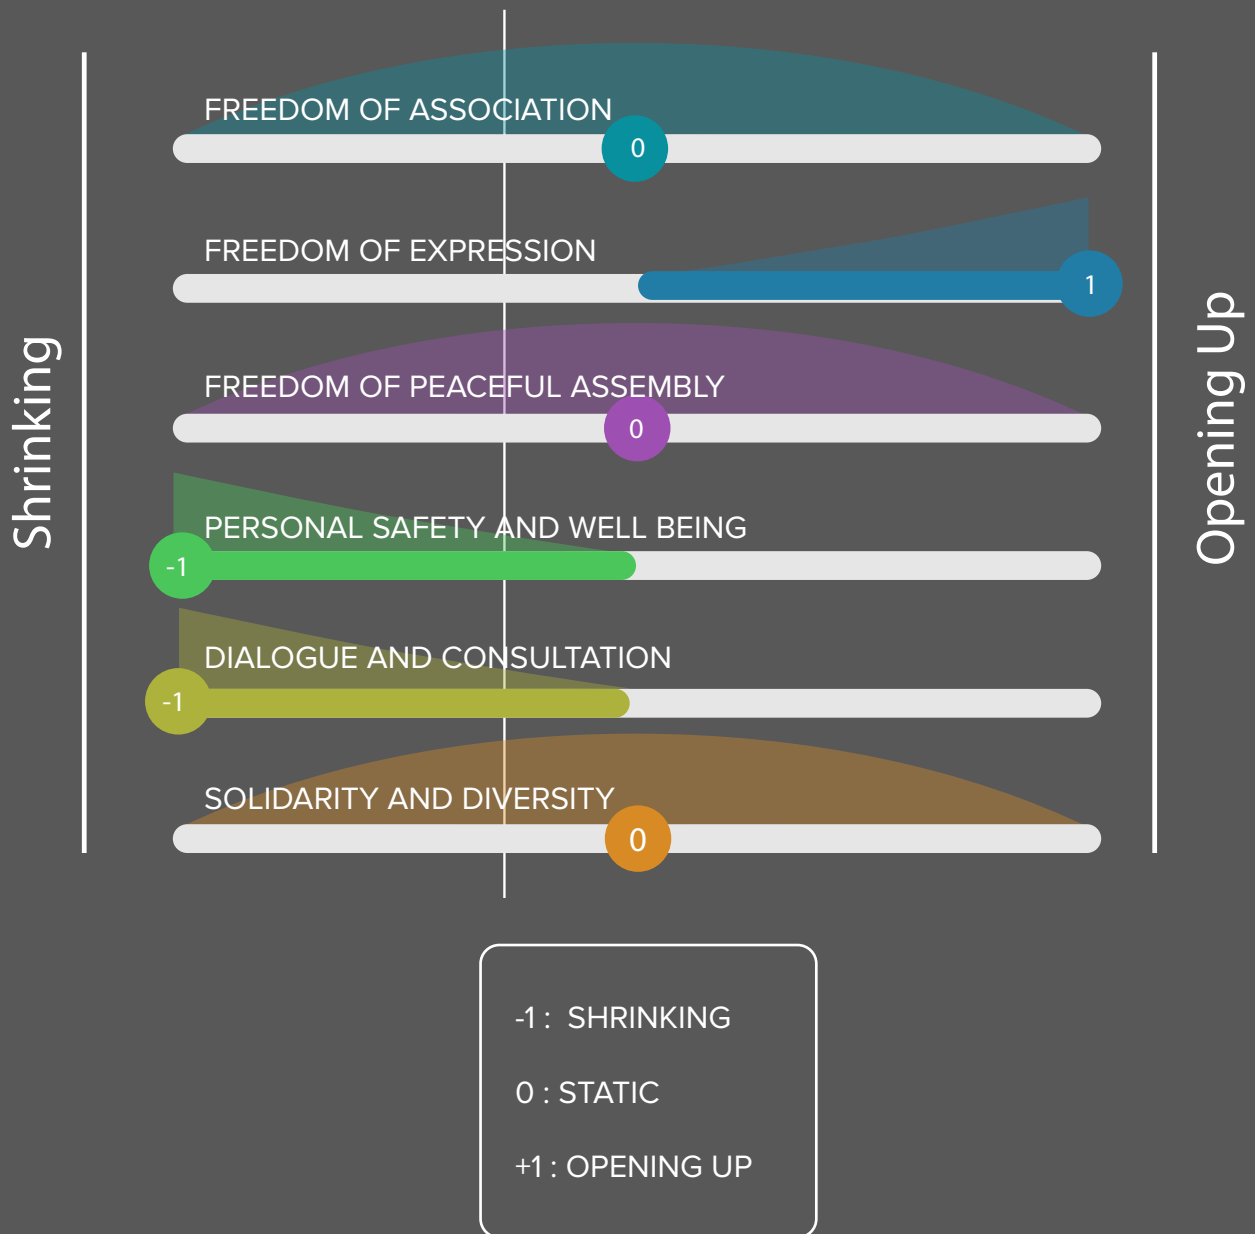 FREEDOM OF ASSOCIATION
0
FREEDOM OF EXPRESSION
1
FREEDOM OF PEACEFUL ASSEMBLY
0
Shrinking
Opening Up
PERSONAL SAFETY AND WELL BEING
-1
DIALOGUE AND CONSULTATION
-1
SOLIDARITY AND DIVERSITY
0
-1 : SHRINKING
0 : STATIC
+1 : OPENING UP